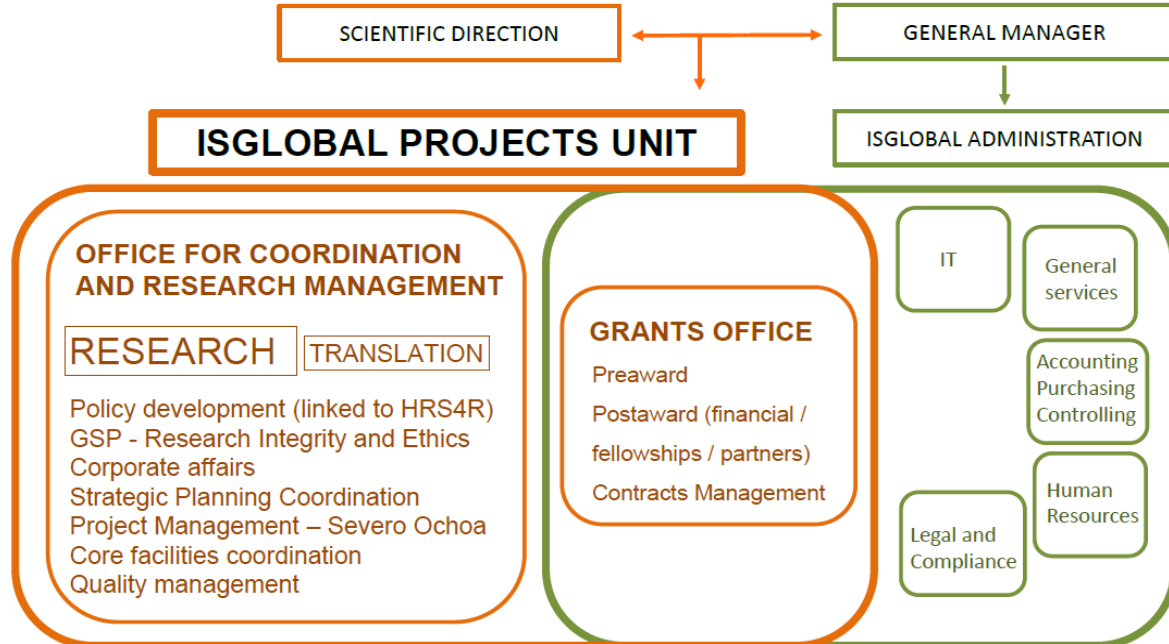 SCIENTIFIC DIRECTION
GENERAL MANAGER
ISGLOBAL PROJECTS UNIT
ISGLOBAL ADMINISTRATION
OFFICE FOR COORDINATION
AND RESEARCH MANAGEMENT
RESEARCH
TRANSLATION
Policy development (linked to HRS4R)
GSP - Research Integrity and Ethics
Corporate affairs
Strategic Planning Coordination
Project Management – Severo Ochoa
Core facilities coordination
Quality management
GRANTS OFFICE
Preaward
Postaward (financial /
fellowships / partners)
Contracts Management
IT
General
services
Accounting
Purchasing
Controlling
Human
Resources
Legal and
Compliance